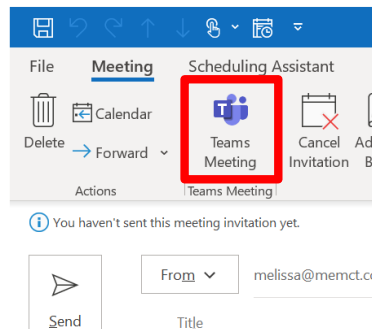 File Meeting Scheduling Assistant
Delete
Calendar
Forward
Actions
Teams
Meeting
Teams Meeting
Cancel
Invitation
You haven't sent this meeting invitation yet.
Send
From
melissa@memct.c
Title